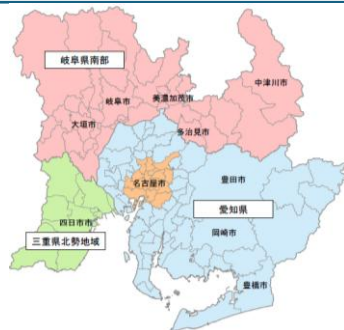 岐阜県南部
中津川市
岐阜市
美濃加茂市
大垣市
多治見市
名古屋市
豊田市
愛知県
四日市市
岡崎市
三重県北勢地域
豊橋市